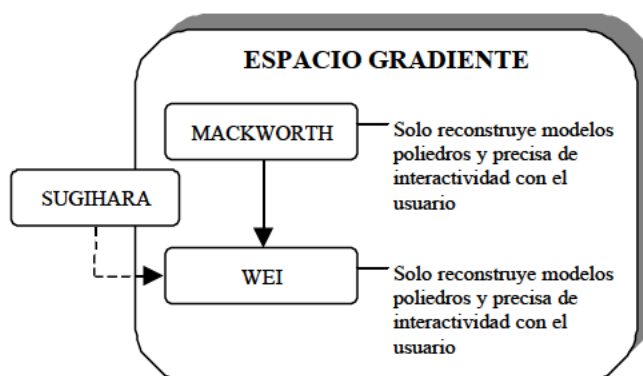 ESPACIO GRADIENTE
MACKWORTH
Solo reconstruye modelos
poliedros y precisa de
interactividad con el
usuario
SUGIHARA
WEI
Solo reconstruye modelos
poliedros y precisa de
interactividad con el
usuario